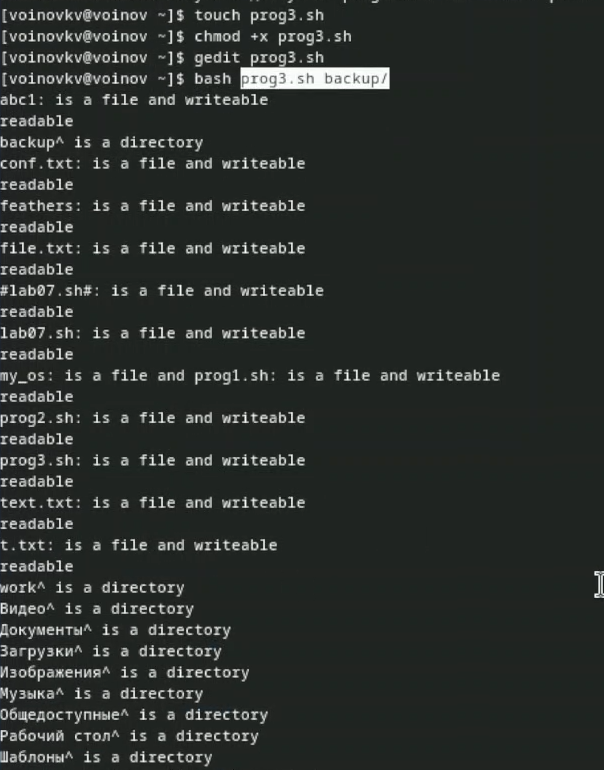 [voinovkv@voinov ~]$ touch prog3.sh
[voinovkv@voinov ~]$ chmod +x prog3.sh
[voinovkv@voinov ~]$ gedit prog3.sh
[voinovkv@voinov ~]$ bash prog3.sh backup/
abc1: is a file and writeable
readable
backup^ is a directory
conf.txt: is a file and writeable
readable
feathers: is a file and writeable
readable
file.txt: is a file and writeable
readable
#lab07.sh#: is a file and writeable
readable
lab07.sh: is a file and writeable
readable
my_os: is a file and prog1.sh: is a file and writeable
readable
prog2.sh: is a file and writeable
readable
prog3.sh: is a file and writeable
readable
text.txt: is a file and writeable
readable
t.txt: is a file and writeable
readable
work^ is a directory
Видео^ is a directory
Документы^ is a directory
Загрузки^ is a directory
Изображения^ is a directory
Музыка^ is a directory
Общедоступные^ is a directory
Рабочий стол^ is a directory
Шаблоны^ is a directory